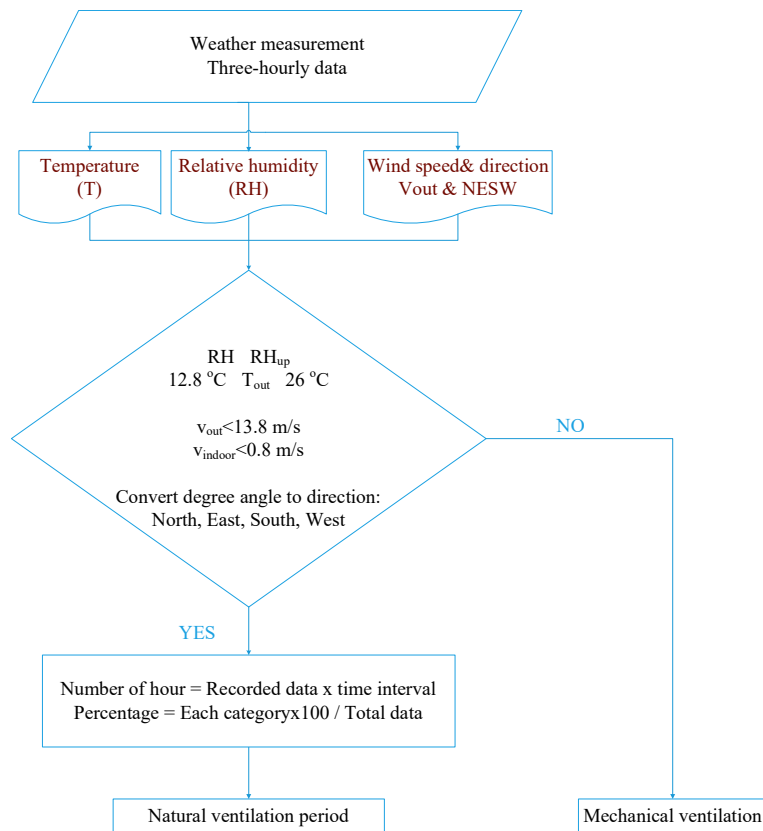 Weather measurement
Three-hourly data
Temperature
(T)
Relative humidity
(RH)
Wind speed& direction
Vout & NESW
RH RHup
12.8 °C Tout 26 °C
vout<13.8 m/s
vindoor<0.8 m/s
Convert degree angle to direction:
North, East, South, West
NO
YES
Number of hour = Recorded data x time interval
Percentage = Each categoryx100 / Total data
Natural ventilation period
Mechanical ventilation